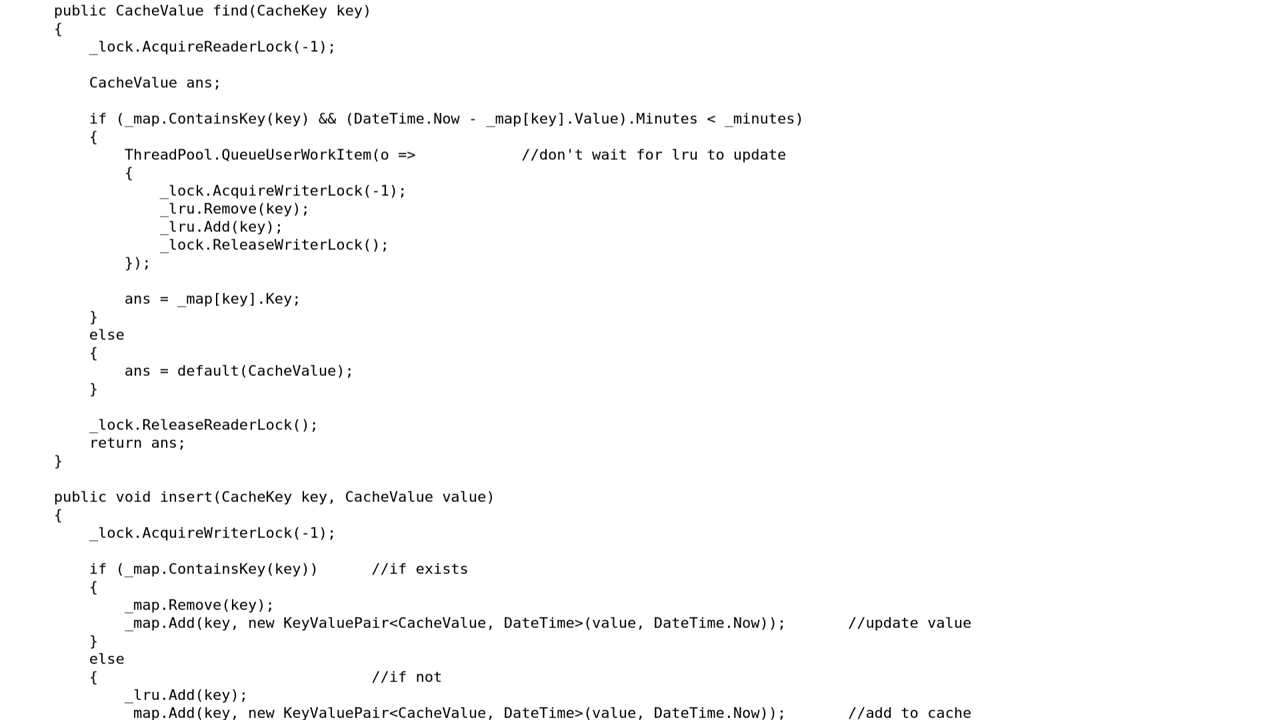 public CacheValue find(CacheKey key)
{
    _lock.AcquireReaderLock(-1);

    CacheValue ans;

    if (_map.ContainsKey(key) && (DateTime.Now - _map[key].Value).Minutes < _minutes)
    {
        ThreadPool.QueueUserWorkItem(o =>            //don't wait for lru to update
        {
            _lock.AcquireWriterLock(-1);
            _lru.Remove(key);
            _lru.Add(key);
            _lock.ReleaseWriterLock();
        });

        ans = _map[key].Key;
    }
    else
    {
        ans = default(CacheValue);
    }

    _lock.ReleaseReaderLock();
    return ans;
}

public void insert(CacheKey key, CacheValue value)
{
    _lock.AcquireWriterLock(-1);

    if (_map.ContainsKey(key))      //if exists
    {
        _map.Remove(key);
        _map.Add(key, new KeyValuePair<CacheValue, DateTime>(value, DateTime.Now));       //update value
    }
    else
    {                               //if not
        _lru.Add(key);
        _map.Add(key, new KeyValuePair<CacheValue, DateTime>(value, DateTime.Now));       //add to cache